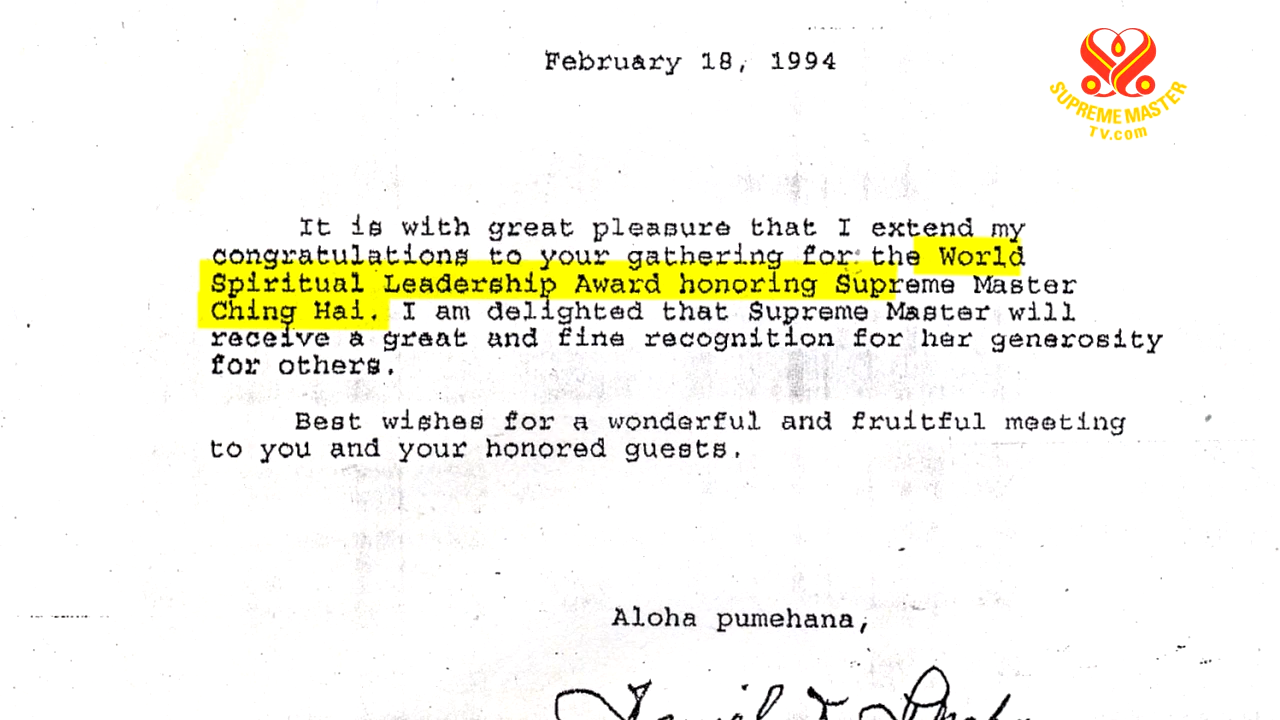 February 18, 1994
SUPREME MASTER
TV.com
It is with great pleasure that I extend my
congratulations to your gathering for the World
Spiritual Leadership Award honoring Supreme Master
Ching Hai. I am delighted that Supreme Master will
receive a great and fine recognition for her generosity
for others.
Best wishes for a wonderful and fruitful meeting
to you and your honored guests.
Aloha pumehana,